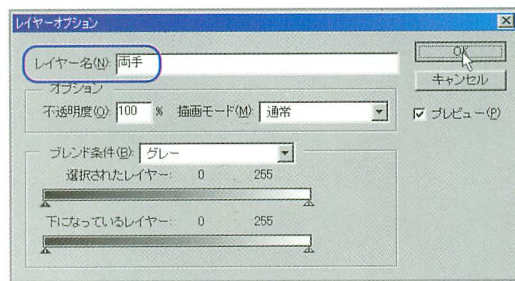 レイヤーオプション
レイヤー名(N): 両手
OK
オプション
キャンセル
不透明度(O): 100 % 描画モード(M): 通常
プレビュー(P)
ブレンド条件(B): グレー
選択されたレイヤー: 0 255
下になっているレイヤー: 0 255